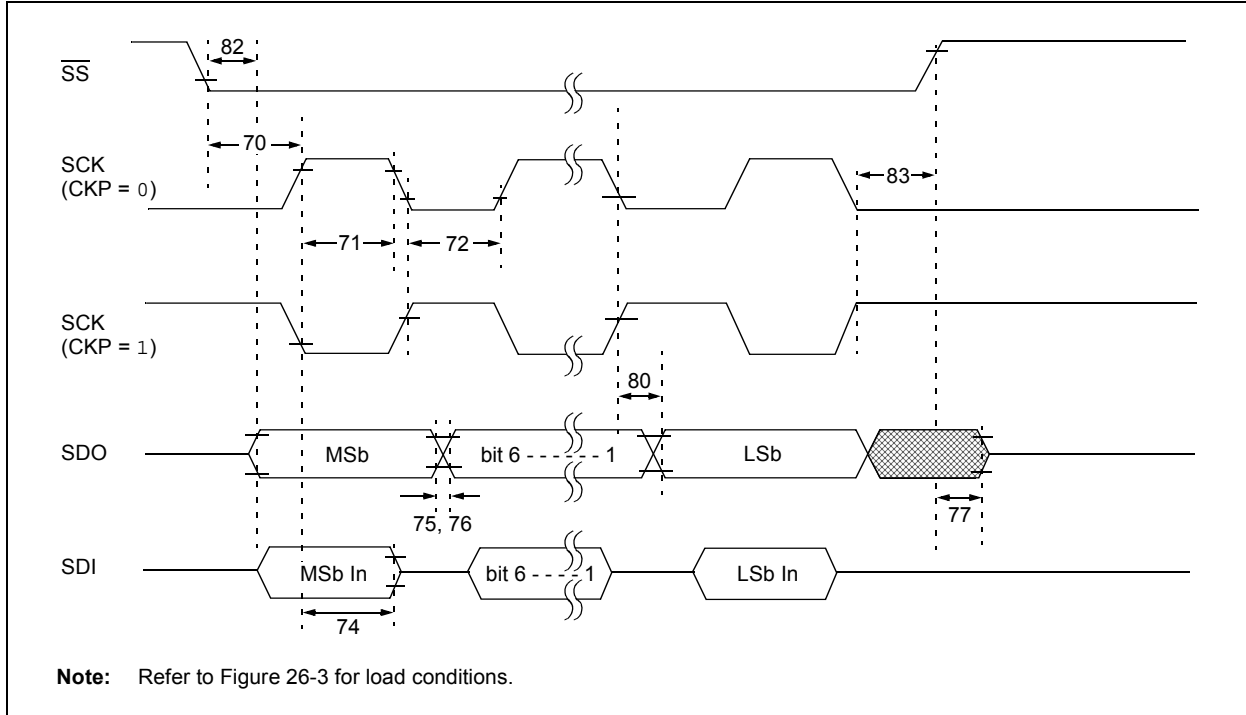 82
SS
70
SCK
(CKP = 0)
83
71
72
SCK
(CKP = 1)
80
SDO
MSb
bit 6 - - - - - - 1
LSb
75, 76
77
SDI
MSb In
bit 6 - - - - - 1
LSb In
74
Note: Refer to Figure 26-3 for load conditions.